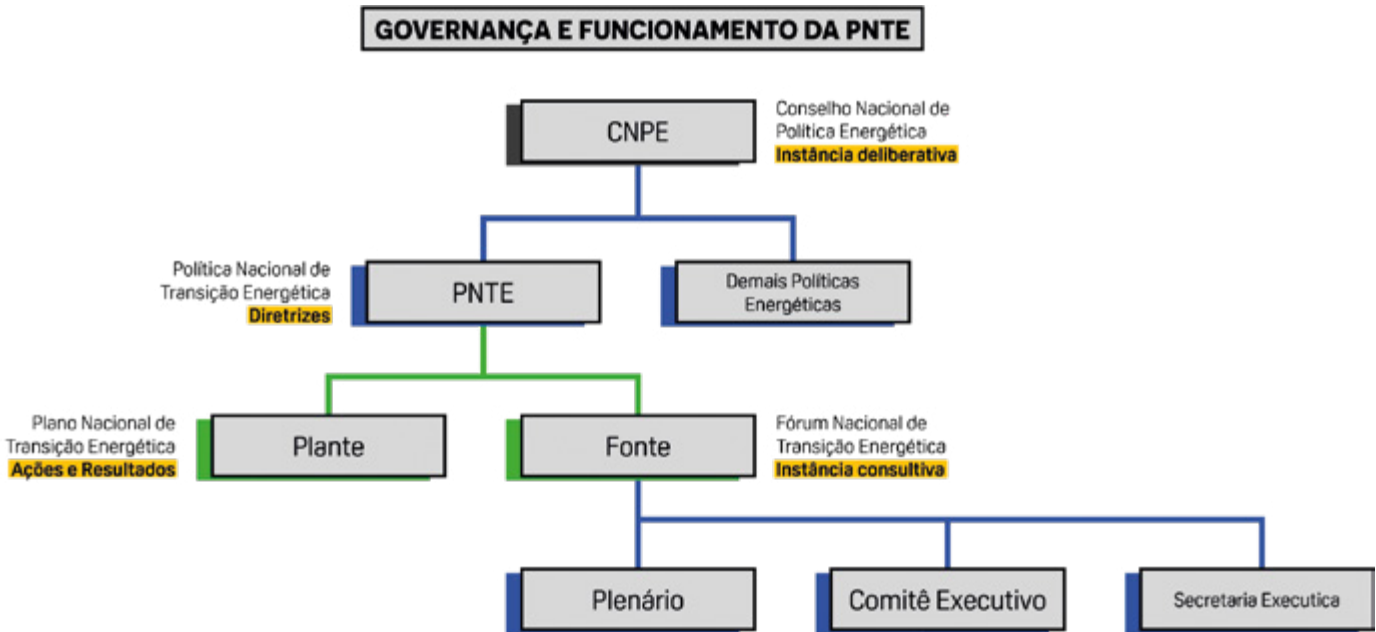 GOVERNANÇA E FUNCIONAMENTO DA PNTE
CNPE
Conselho Nacional de
Política Energética
Instância deliberativa
Política Nacional de
Transição Energética
Diretrizes
PNTE
Demais Políticas
Energéticas
Plano Nacional de
Transição Energética
Ações e Resultados
Plante
Fonte
Fórum Nacional de
Transição Energética
Instância consultiva
Plenário
Comitê Executivo
Secretaria Executica